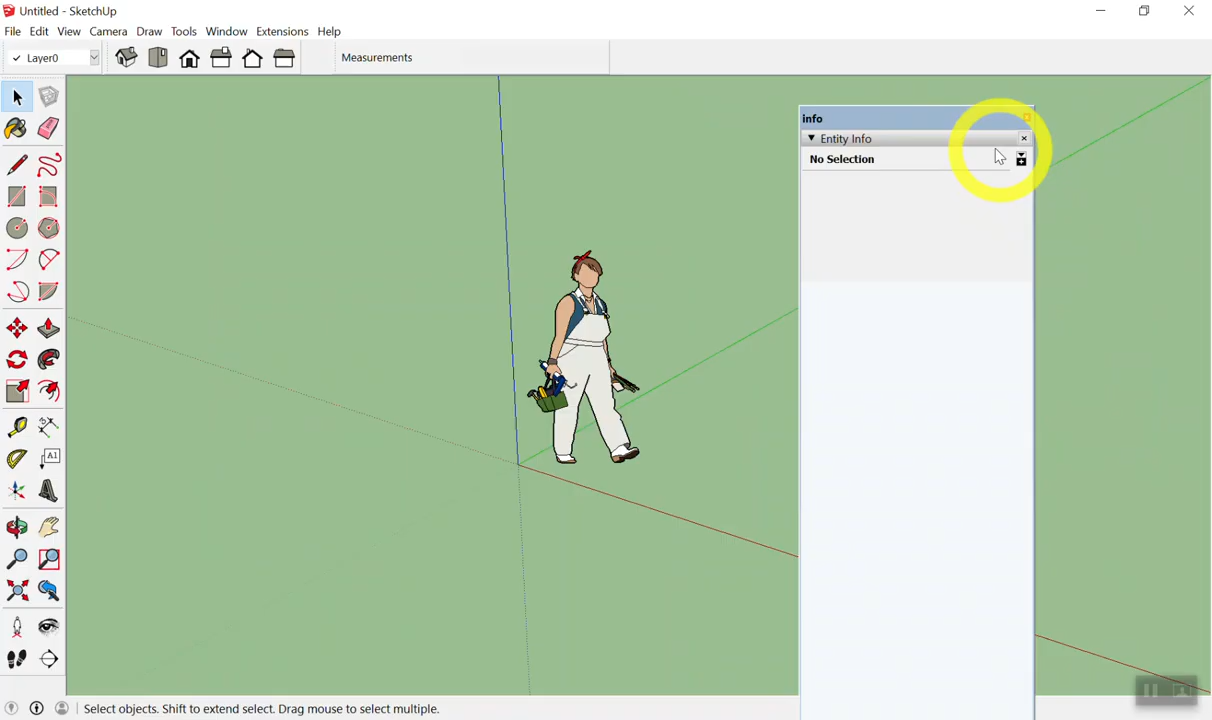 Untitled - SketchUp
File Edit View Camera Draw Tools Window Extensions Help
Layer0
Measurements
info
Entity Info
No Selection
A1
Select objects. Shift to extend select. Drag mouse to select multiple.